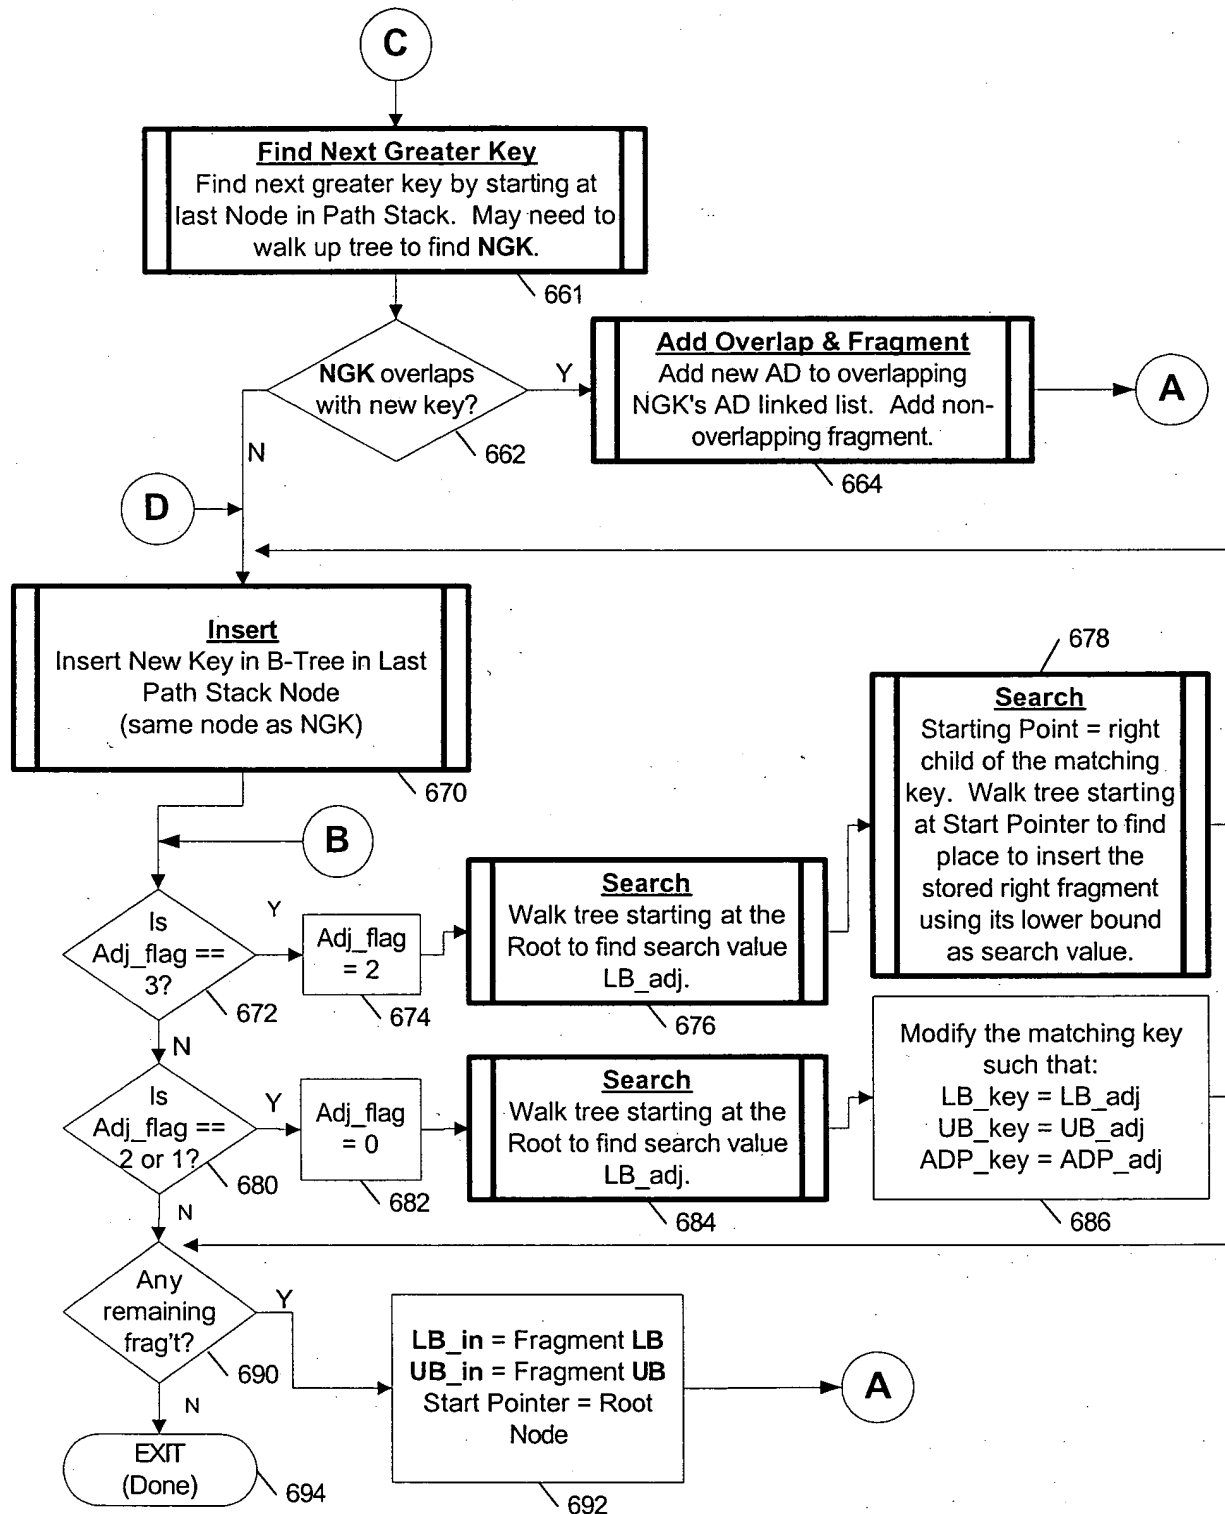 C
Find Next Greater Key
Find next greater key by starting at
last Node in Path Stack. May need to
walk up tree to find NGK.
661
NGK overlaps
with new key?
662
Y
N
Add Overlap & Fragment
Add new AD to overlapping
NGK's AD linked list. Add non-
overlapping fragment.
664
A
D
Insert
Insert New Key in B-Tree in Last
Path Stack Node
(same node as NGK)
670
B
Is
Adj_flag ==
3?
672
Y
N
Adj_flag
= 2
674
Search
Walk tree starting at the
Root to find search value
LB_adj.
676
678
Search
Starting Point = right
child of the matching
key. Walk tree starting
at Start Pointer to find
place to insert the
stored right fragment
using its lower bound
as search value.
Is
Adj_flag ==
2 or 1?
680
Y
N
Adj_flag
= 0
682
Search
Walk tree starting at the
Root to find search value
LB_adj.
684
Modify the matching key
such that:
LB_key = LB_adj
UB_key = UB_adj
ADP_key = ADP_adj
686
Any
remaining
frag't?
690
Y
N
LB_in = Fragment LB
UB_in = Fragment UB
Start Pointer = Root
Node
692
A
EXIT
(Done)
694